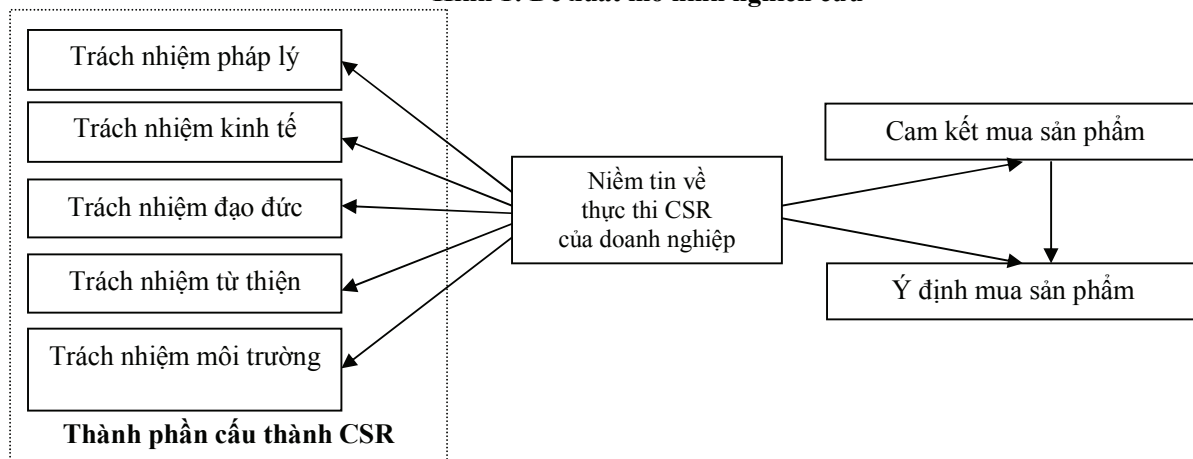 Trách nhiệm pháp lý
Trách nhiệm kinh tế
Trách nhiệm đạo đức
Trách nhiệm từ thiện
Trách nhiệm môi trường
Thành phần cấu thành CSR
Niềm tin về
thực thi CSR
của doanh nghiệp
Cam kết mua sản phẩm
Ý định mua sản phẩm